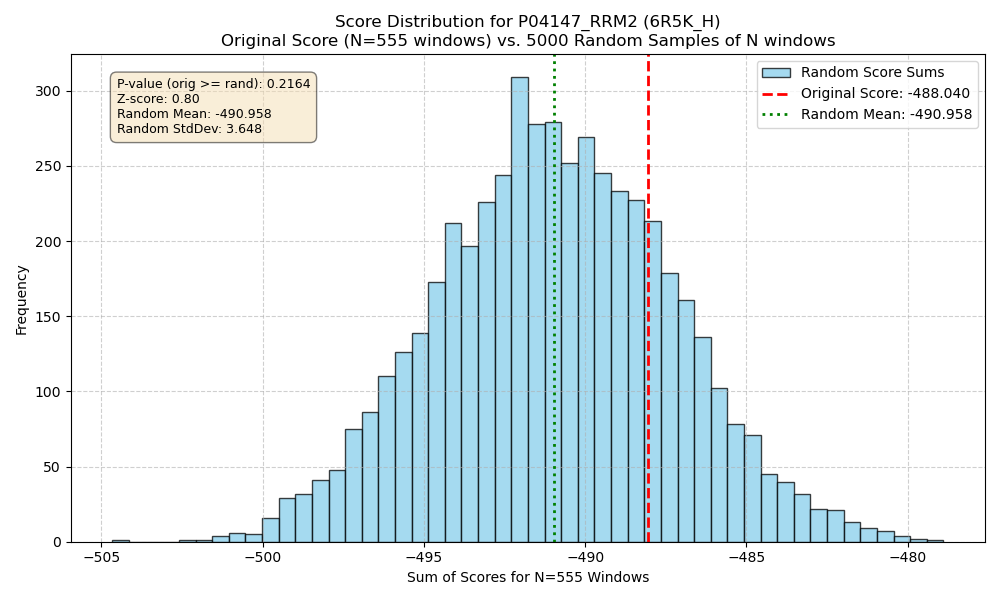 Score Distribution for P04147_RRM2 (6R5K_H)
Original Score (N=555 windows) vs. 5000 Random Samples of N windows
P-value (orig >= rand): 0.2164
Z-score: 0.80
Random Mean: -490.958
Random StdDev: 3.648
Random Score Sums
Original Score: -488.040
Random Mean: -490.958
Frequency
300
250
200
150
100
50
0
−505
−500
−495
−490
−485
−480
Sum of Scores for N=555 Windows